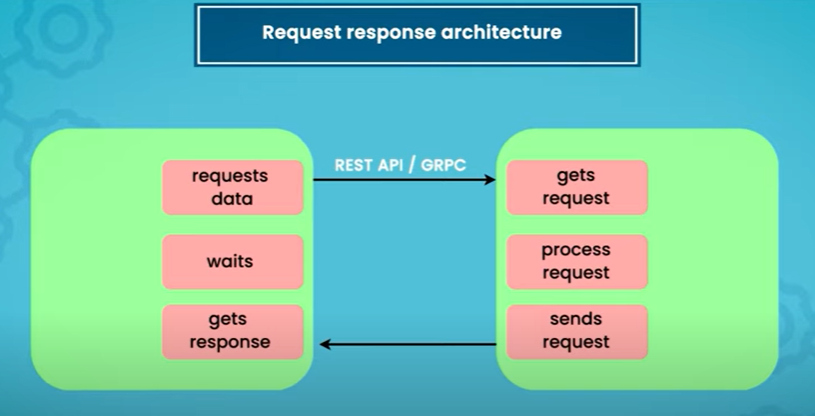 Request response architecture
REST API / GRPC
requests
data
gets
request
waits
process
request
gets
response
sends
request